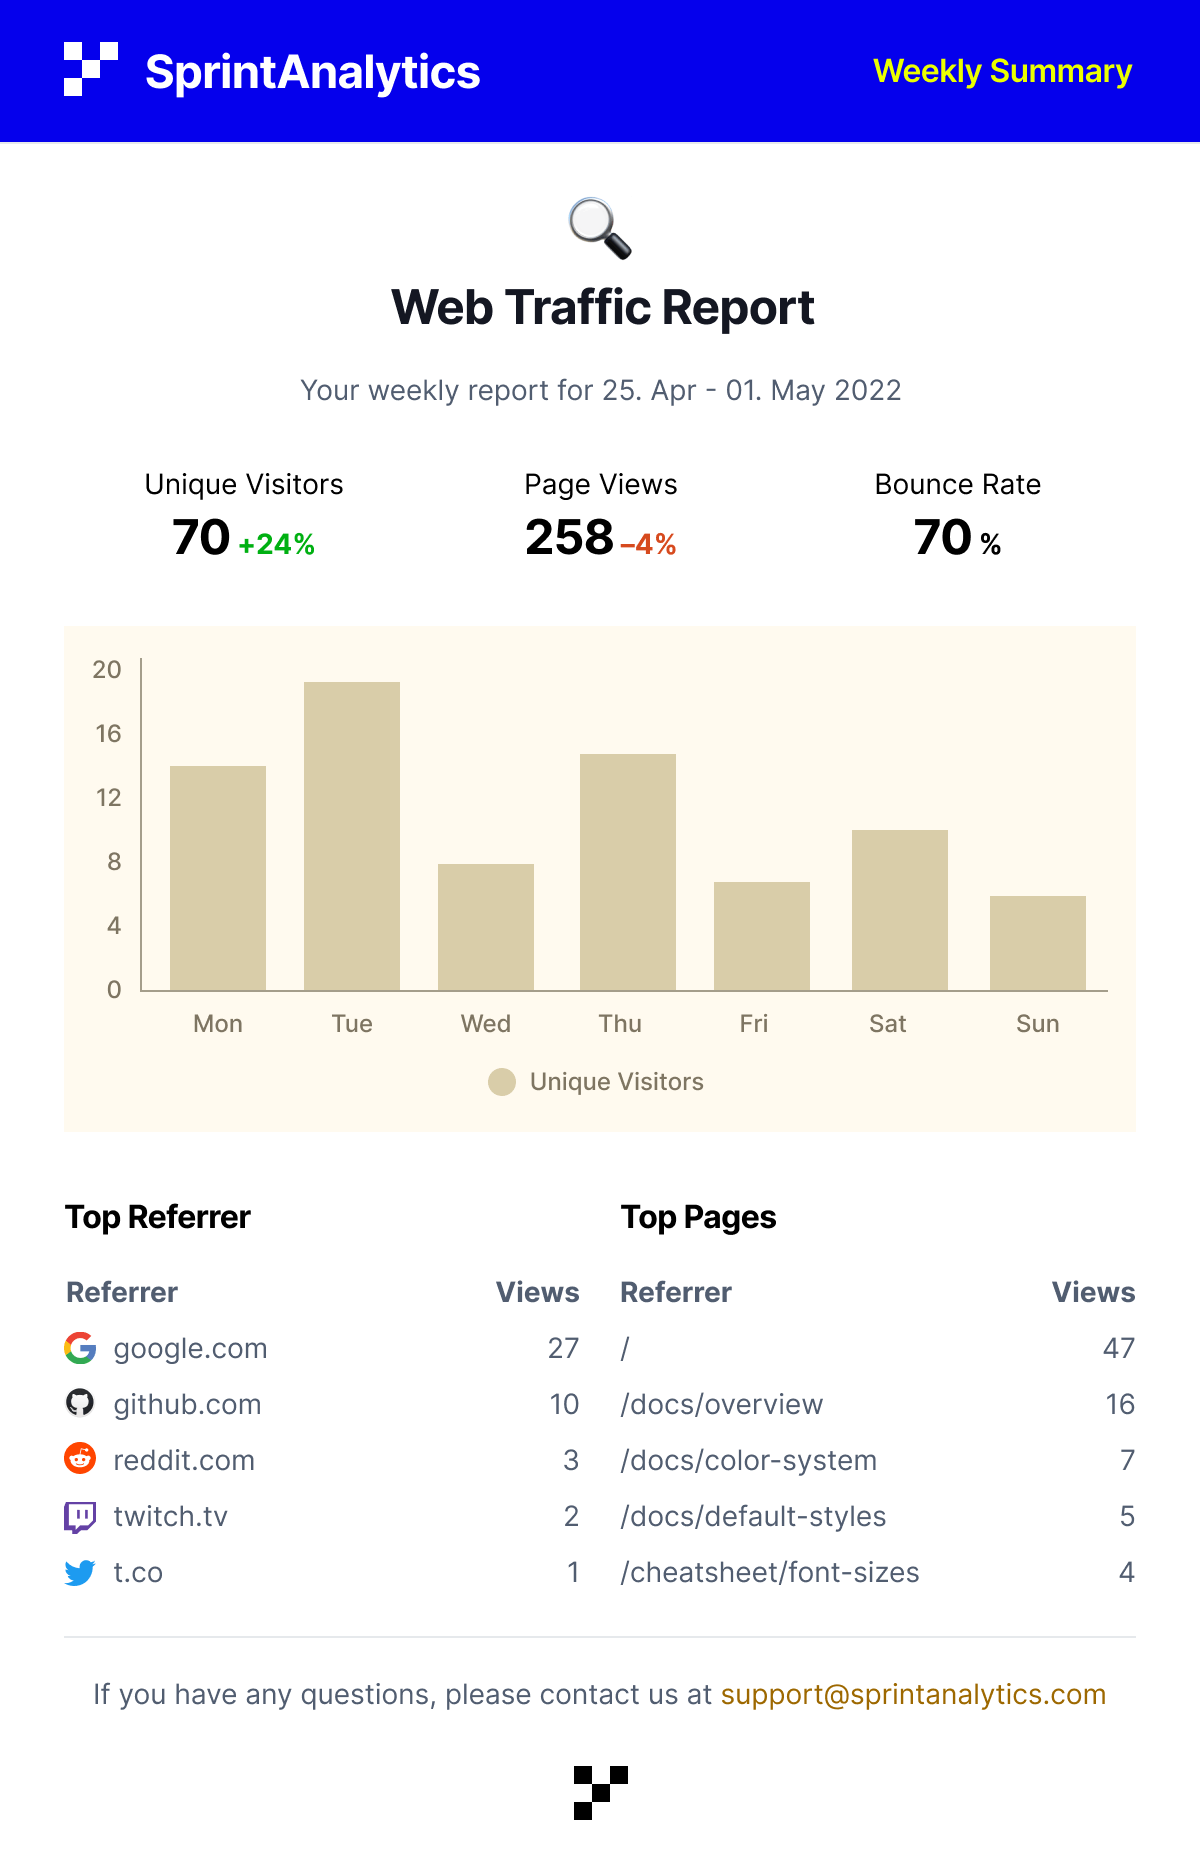 SprintAnalytics
Weekly Summary
Web Traffic Report
Your weekly report for 25. Apr - 01. May 2022
Unique Visitors
70 +24%
Page Views
258 –4%
Bounce Rate
70 %
20
16
12
8
4
0
Mon Tue Wed Thu Fri Sat Sun
Unique Visitors
Top Referrer
Referrer Views
google.com 27
github.com 10
reddit.com 3
twitch.tv 2
t.co 1
Top Pages
Referrer Views
/ 47
/docs/overview 16
/docs/color-system 7
/docs/default-styles 5
/cheatsheet/font-sizes 4
If you have any questions, please contact us at support@sprintanalytics.com